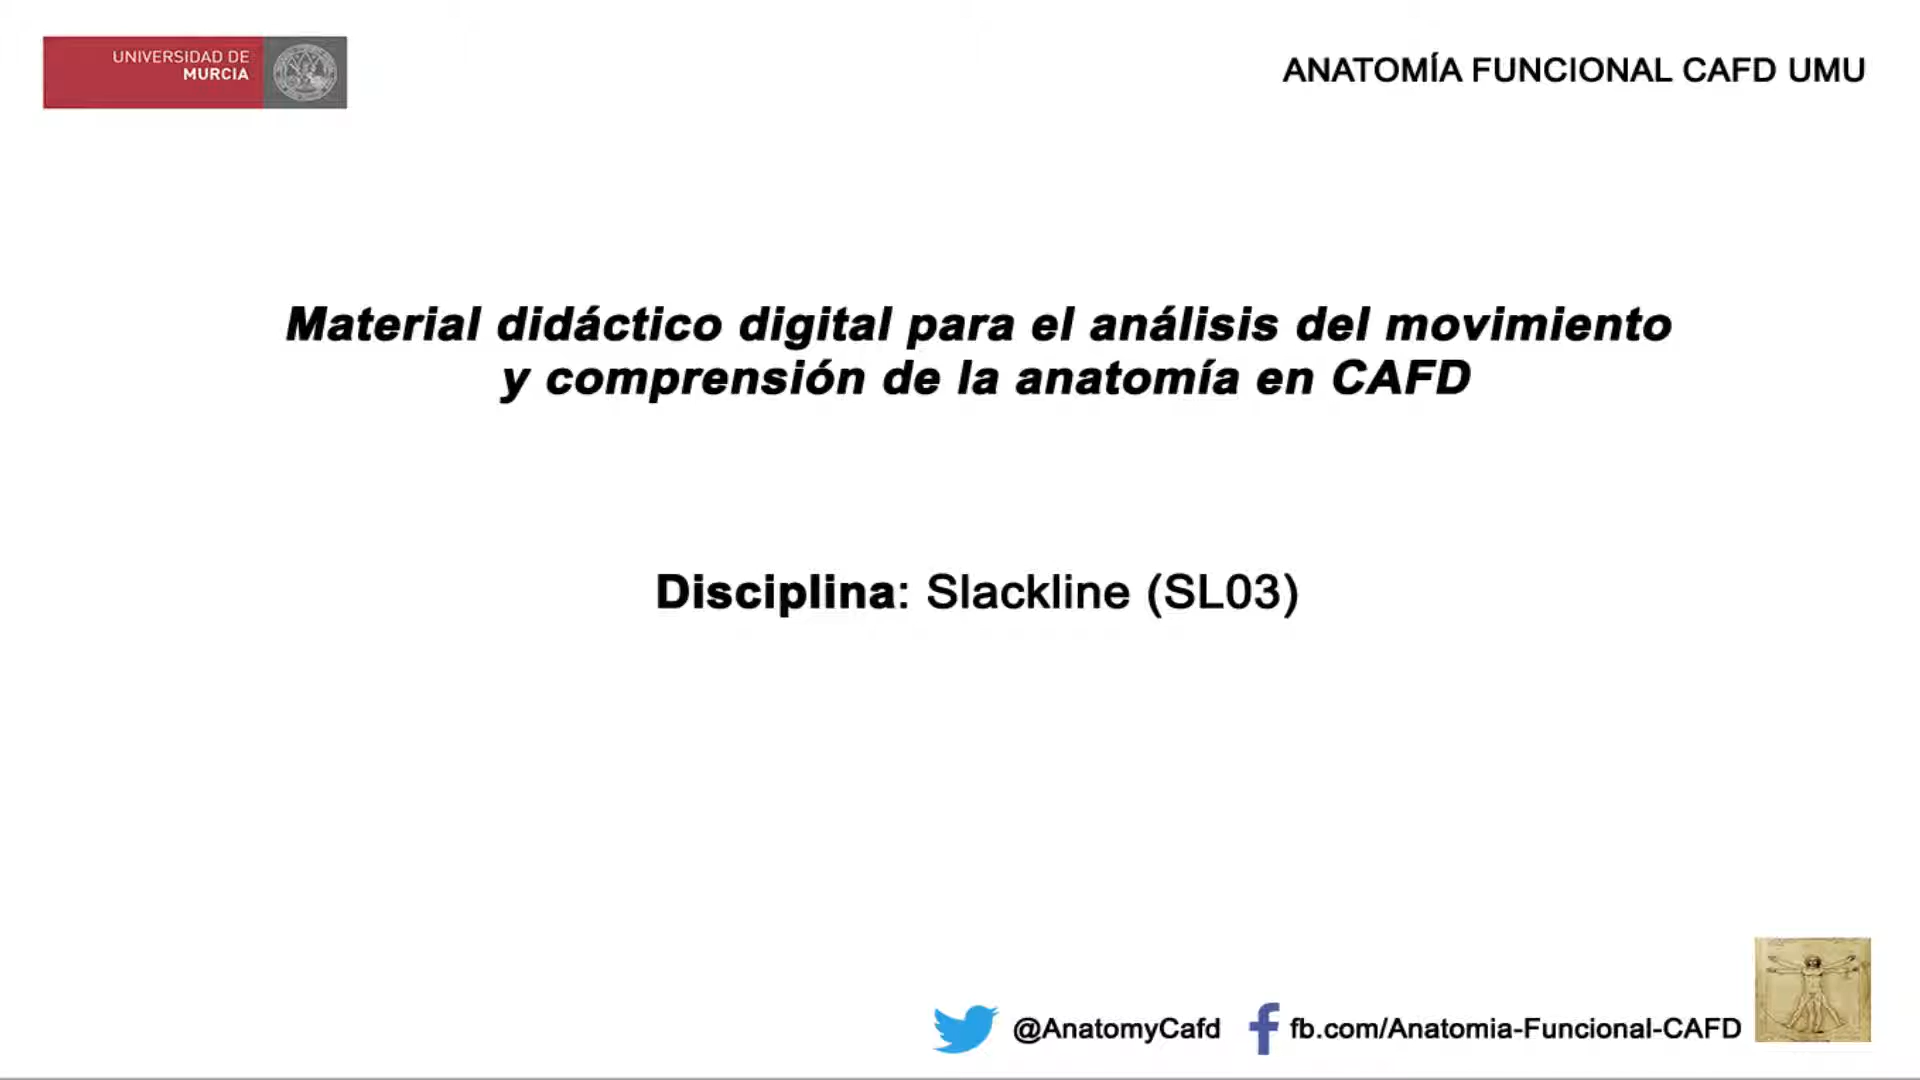 UNIVERSIDAD DE
MURCIA
ANATOMÍA FUNCIONAL CAFD UMU
Material didáctico digital para el análisis del movimiento
y comprensión de la anatomía en CAFD
Disciplina: Slackline (SL03)
@AnatomyCafd
fb.com/Anatomia-Funcional-CAFD